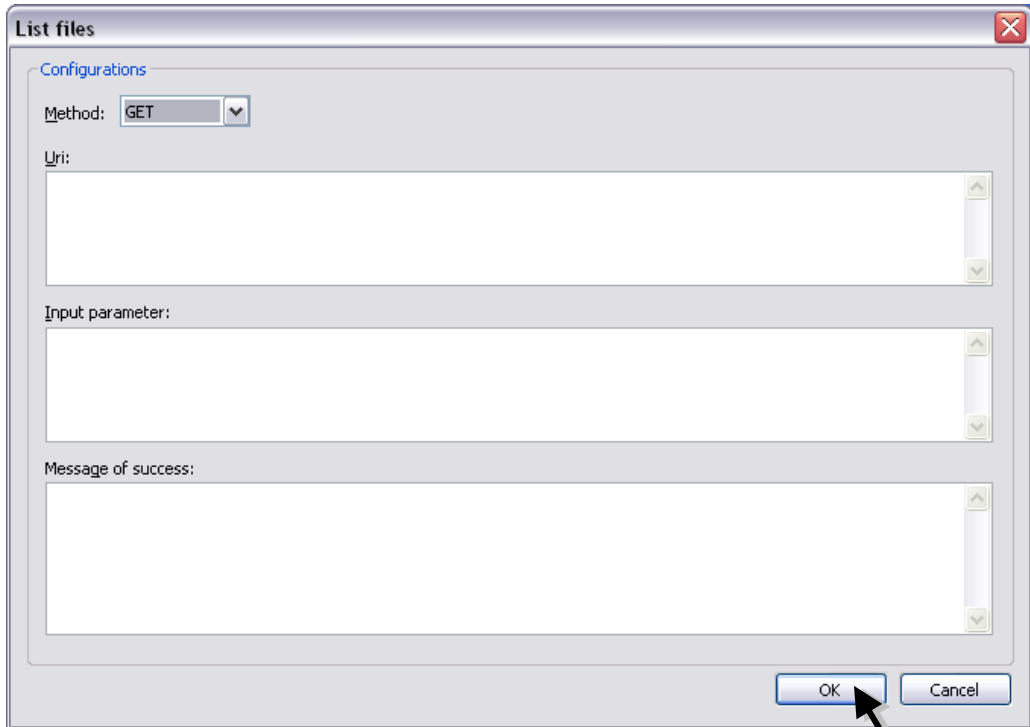 List files
Configurations
Method: GET
Uri:
Input parameter:
Message of success:
OK Cancel